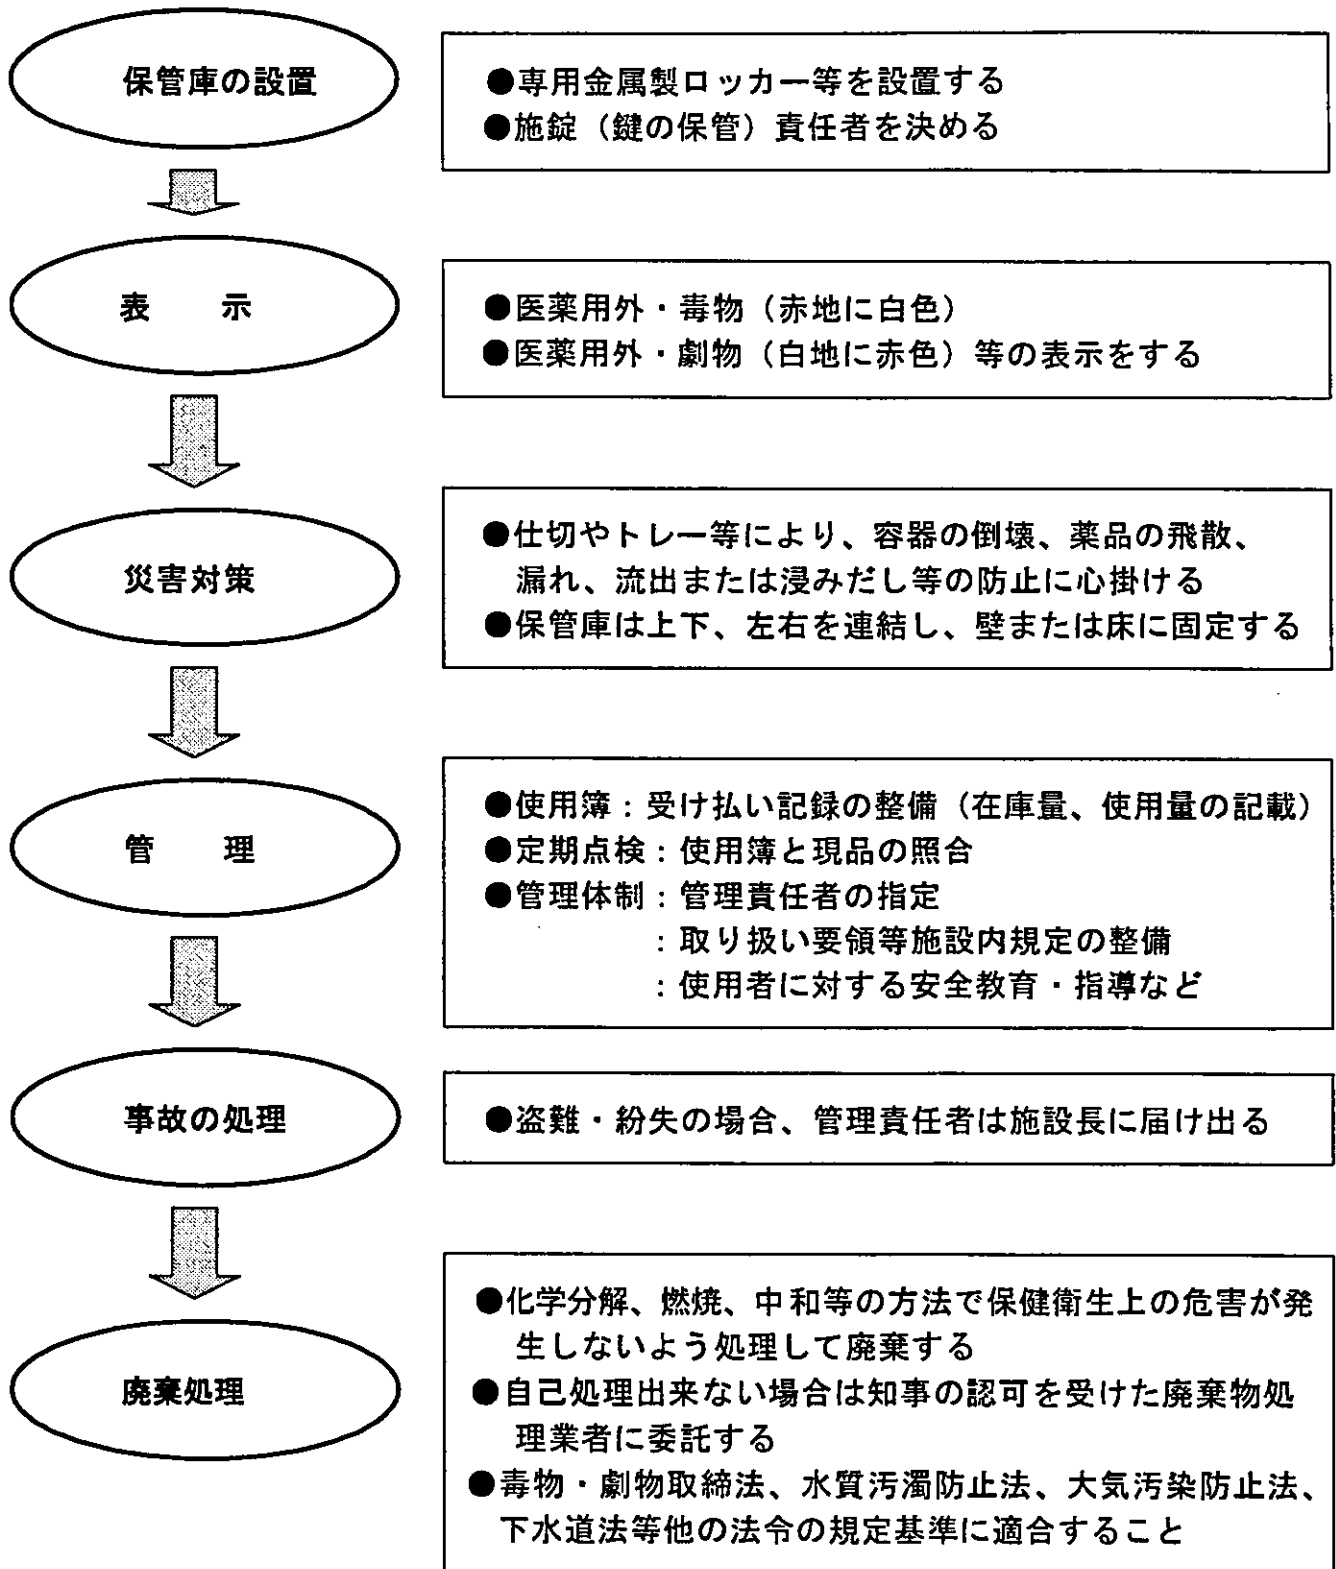 保管庫の設置
●専用金属製ロッカー等を設置する
●施錠（鍵の保管）責任者を決める
表　示
●医薬用外・毒物（赤地に白色）
●医薬用外・劇物（白地に赤色）等の表示をする
災害対策
●仕切やトレー等により、容器の倒壊、薬品の飛散、
漏れ、流出または浸みだし等の防止に心掛ける
●保管庫は上下、左右を連結し、壁または床に固定する
管　理
●使用簿：受け払い記録の整備（在庫量、使用量の記載）
●定期点検：使用簿と現品の照合
●管理体制：管理責任者の指定
：取り扱い要領等施設内規定の整備
：使用者に対する安全教育・指導など
事故の処理
●盗難・紛失の場合、管理責任者は施設長に届け出る
廃棄処理
●化学分解、燃焼、中和等の方法で保健衛生上の危害が発
生しないよう処理して廃棄する
●自己処理出来ない場合は知事の認可を受けた廃棄物処
理業者に委託する
●毒物・劇物取締法、水質汚濁防止法、大気汚染防止法、
下水道法等他の法令の規定基準に適合すること